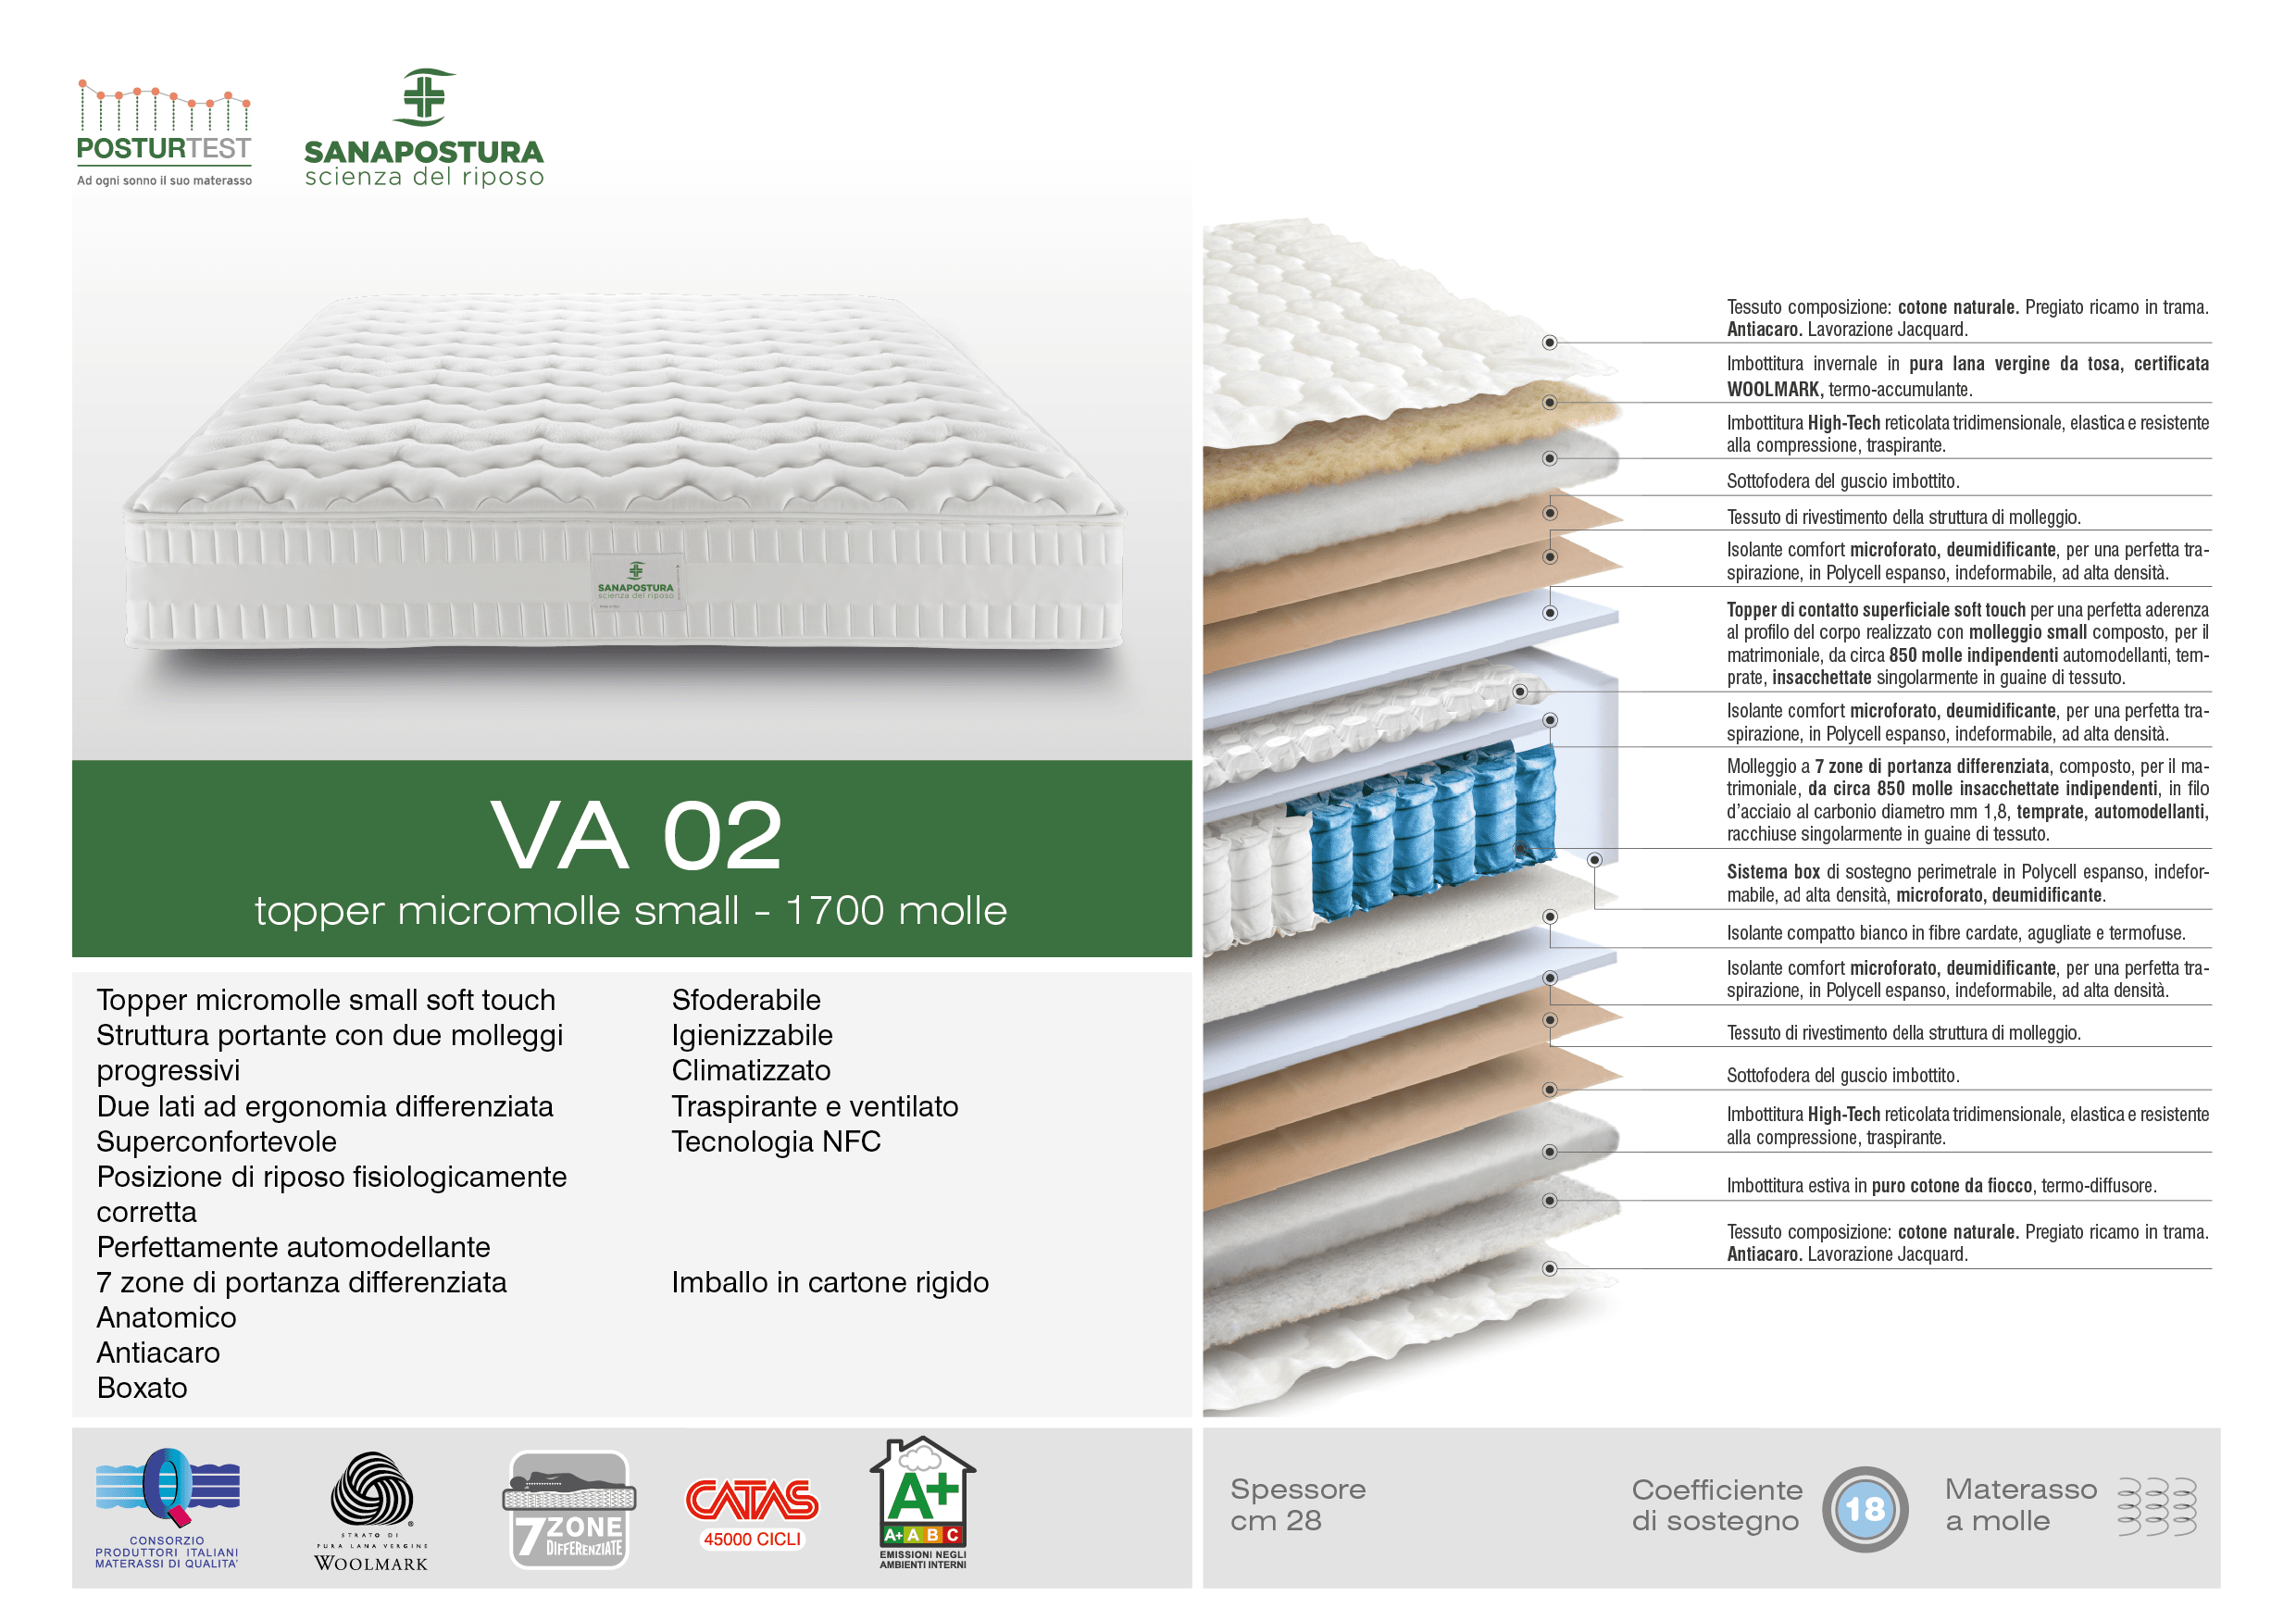 POSTURTEST
Ad ogni sonno il suo materasso
SANAPOSTURA
scienza del riposo
SANAPOSTURA
scienza del riposo
VA 02
topper micromolle small - 1700 molle
Topper micromolle small soft touch
Struttura portante con due molleggi
progressivi
Due lati ad ergonomia differenziata
Superconfortevole
Posizione di riposo fisiologicamente
corretta
Perfettamente automodellante
7 zone di portanza differenziata
Anatomico
Antiacaro
Boxato
Sfoderabile
Igienizzabile
Climatizzato
Traspirante e ventilato
Tecnologia NFC
Imballo in cartone rigido
Tessuto composizione: cotone naturale. Pregiato ricamo in trama.
Antiacaro. Lavorazione Jacquard.
Imbottitura invernale in pura lana vergine da tosa, certificata
WOOLMARK, termo-accumulante.
Imbottitura High-Tech reticolata tridimensionale, elastica e resistente
alla compressione, traspirante.
Sottofodera del guscio imbottito.
Tessuto di rivestimento della struttura di molleggio.
Isolante comfort microforato, deumidificante, per una perfetta tra-
spirazione, in Polycell espanso, indeformabile, ad alta densità.
Topper di contatto superficiale soft touch per una perfetta aderenza
al profilo del corpo realizzato con molleggio small composto, per il
matrimoniale, da circa 850 molle indipendenti automodellanti, tem-
prate, insacchettate singolarmente in guaine di tessuto.
Isolante comfort microforato, deumidificante, per una perfetta tra-
spirazione, in Polycell espanso, indeformabile, ad alta densità.
Molleggio a 7 zone di portanza differenziata, composto, per il ma-
trimoniale, da circa 850 molle insacchettate indipendenti, in filo
d'acciaio al carbonio diametro mm 1,8, temprate, automodellanti,
racchiuse singolarmente in guaine di tessuto.
Sistema box di sostegno perimetrale in Polycell espanso, indefor-
mabile, ad alta densità, microforato, deumidificante.
Isolante compatto bianco in fibre cardate, agugliate e termofuse.
Isolante comfort microforato, deumidificante, per una perfetta tra-
spirazione, in Polycell espanso, indeformabile, ad alta densità.
Tessuto di rivestimento della struttura di molleggio.
Sottofodera del guscio imbottito.
Imbottitura High-Tech reticolata tridimensionale, elastica e resistente
alla compressione, traspirante.
Imbottitura estiva in puro cotone da fiocco, termo-diffusore.
Tessuto composizione: cotone naturale. Pregiato ricamo in trama.
Antiacaro. Lavorazione Jacquard.
Q
CONSORZIO
PRODUTTORI ITALIANI
MATERASSI DI QUALITA'
STRATO DI
PURA LANA VERGINE
WOOLMARK
7 ZONE
DIFFERENZIATE
CATAS
45000 CICLI
A+
A+ A B C
EMISSIONI NEGLI
AMBIENTI INTERNI
Spessore
cm 28
Coefficiente
di sostegno
18
Materasso
a molle